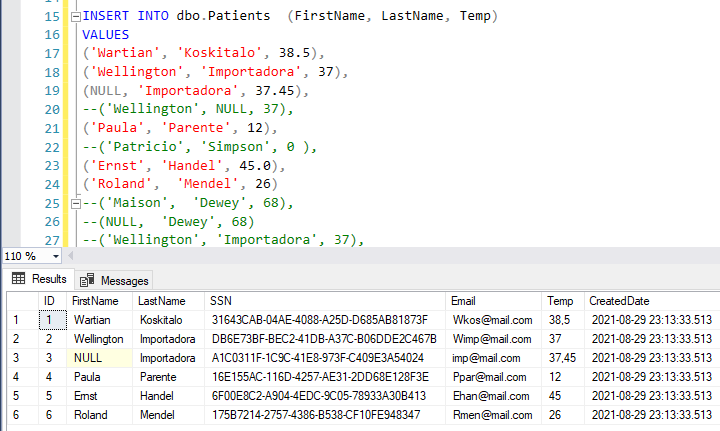 15 INSERT INTO dbo.Patients  (FirstName, LastName, Temp)
16 VALUES
17 ('Wartian', 'Koskitalo', 38.5),
18 ('Wellington', 'Importadora', 37),
19 (NULL, 'Importadora', 37.45),
20 --('Wellington', NULL, 37),
21 ('Paula', 'Parente', 12),
22 --('Patricio', 'Simpson', 0 ),
23 ('Ernst', 'Handel', 45.0),
24 ('Roland',  'Mendel', 26)
25 --('Maison',  'Dewey', 68),
26 --(NULL,  'Dewey', 68)
27 --('Wellington', 'Importadora', 37),
110 %
Results Messages
ID FirstName LastName SSN Email Temp CreatedDate
1 1 Wartian Koskitalo 31643CAB-04AE-4088-A25D-D685AB81873F Wkos@mail.com 38,5 2021-08-29 23:13:33.513
2 2 Wellington Importadora DB6E73BF-BEC2-41DB-A37C-B06DDE2C467B Wimp@mail.com 37 2021-08-29 23:13:33.513
3 3 NULL Importadora A1C0311F-1C9C-41E8-973F-C409E3A54024 imp@mail.com 37,45 2021-08-29 23:13:33.513
4 4 Paula Parente 16E155AC-116D-4257-AE31-2DD68E128F3E Ppar@mail.com 12 2021-08-29 23:13:33.513
5 5 Ernst Handel 6F00E8C2-A904-4EDC-9C05-78933A30B413 Ehan@mail.com 45 2021-08-29 23:13:33.513
6 6 Roland Mendel 175B7214-2757-4386-B538-CF10FE948347 Rmen@mail.com 26 2021-08-29 23:13:33.513